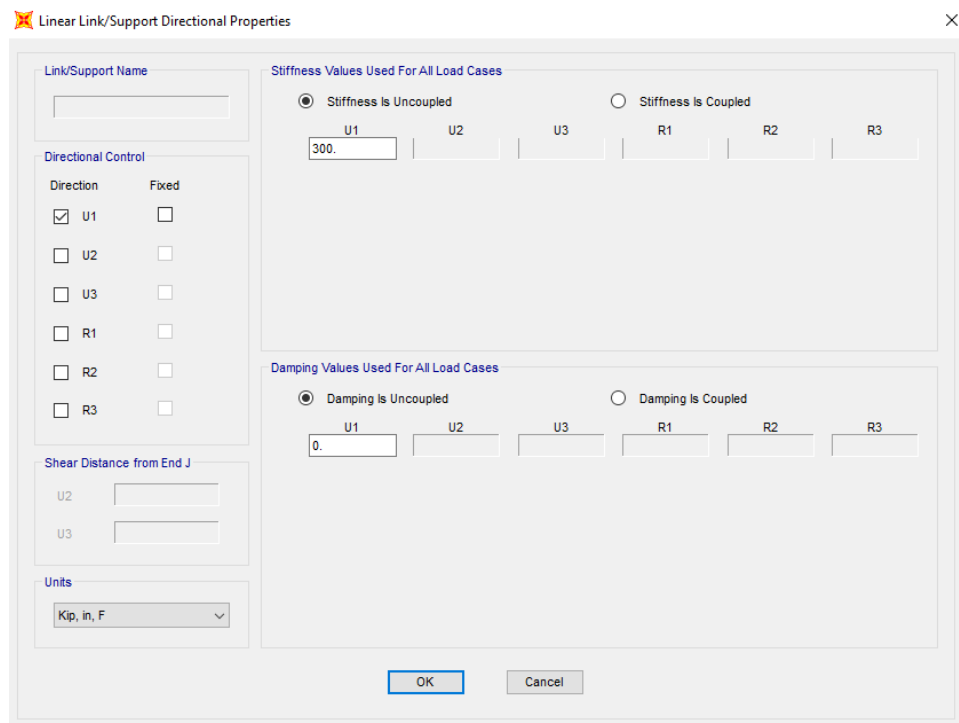 Linear Link/Support Directional Properties
Link/Support Name
Directional Control
Direction Fixed
U1
U2
U3
R1
R2
R3
Shear Distance from End J
U2
U3
Units
Kip, in, F
Stiffness Values Used For All Load Cases
Stiffness Is Uncoupled Stiffness Is Coupled
U1 U2 U3 R1 R2 R3
300.
Damping Values Used For All Load Cases
Damping Is Uncoupled Damping Is Coupled
U1 U2 U3 R1 R2 R3
0.
OK Cancel